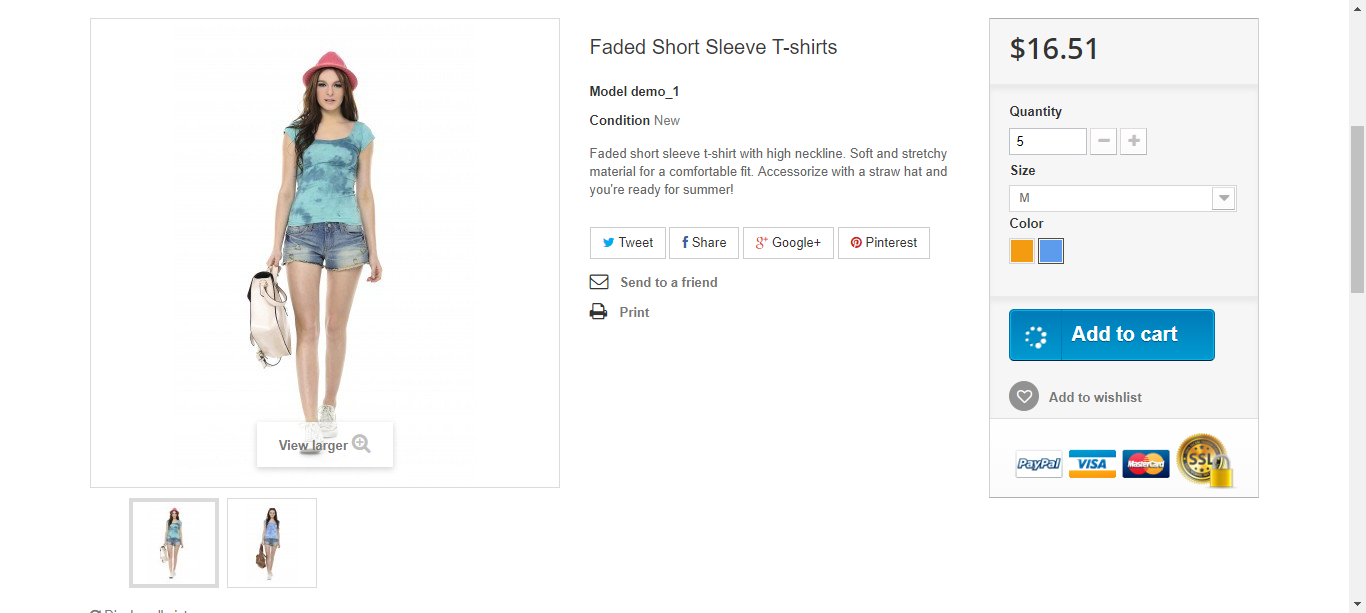 Faded Short Sleeve T-shirts
Model demo_1
Condition New
Faded short sleeve t-shirt with high neckline. Soft and stretchy
material for a comfortable fit. Accessorize with a straw hat and
you're ready for summer!
Tweet
Share
Google+
Pinterest
Send to a friend
Print
View larger
$16.51
Quantity
5
Size
M
Color
Add to cart
Add to wishlist
PayPal
VISA
MasterCard
SSL